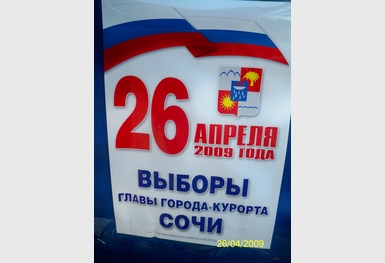 26
АПРЕЛЯ
2009 ГОДА
ВЫБОРЫ
ГЛАВЫ ГОРОДА-КУРОРТА
СОЧИ
26/04/2009